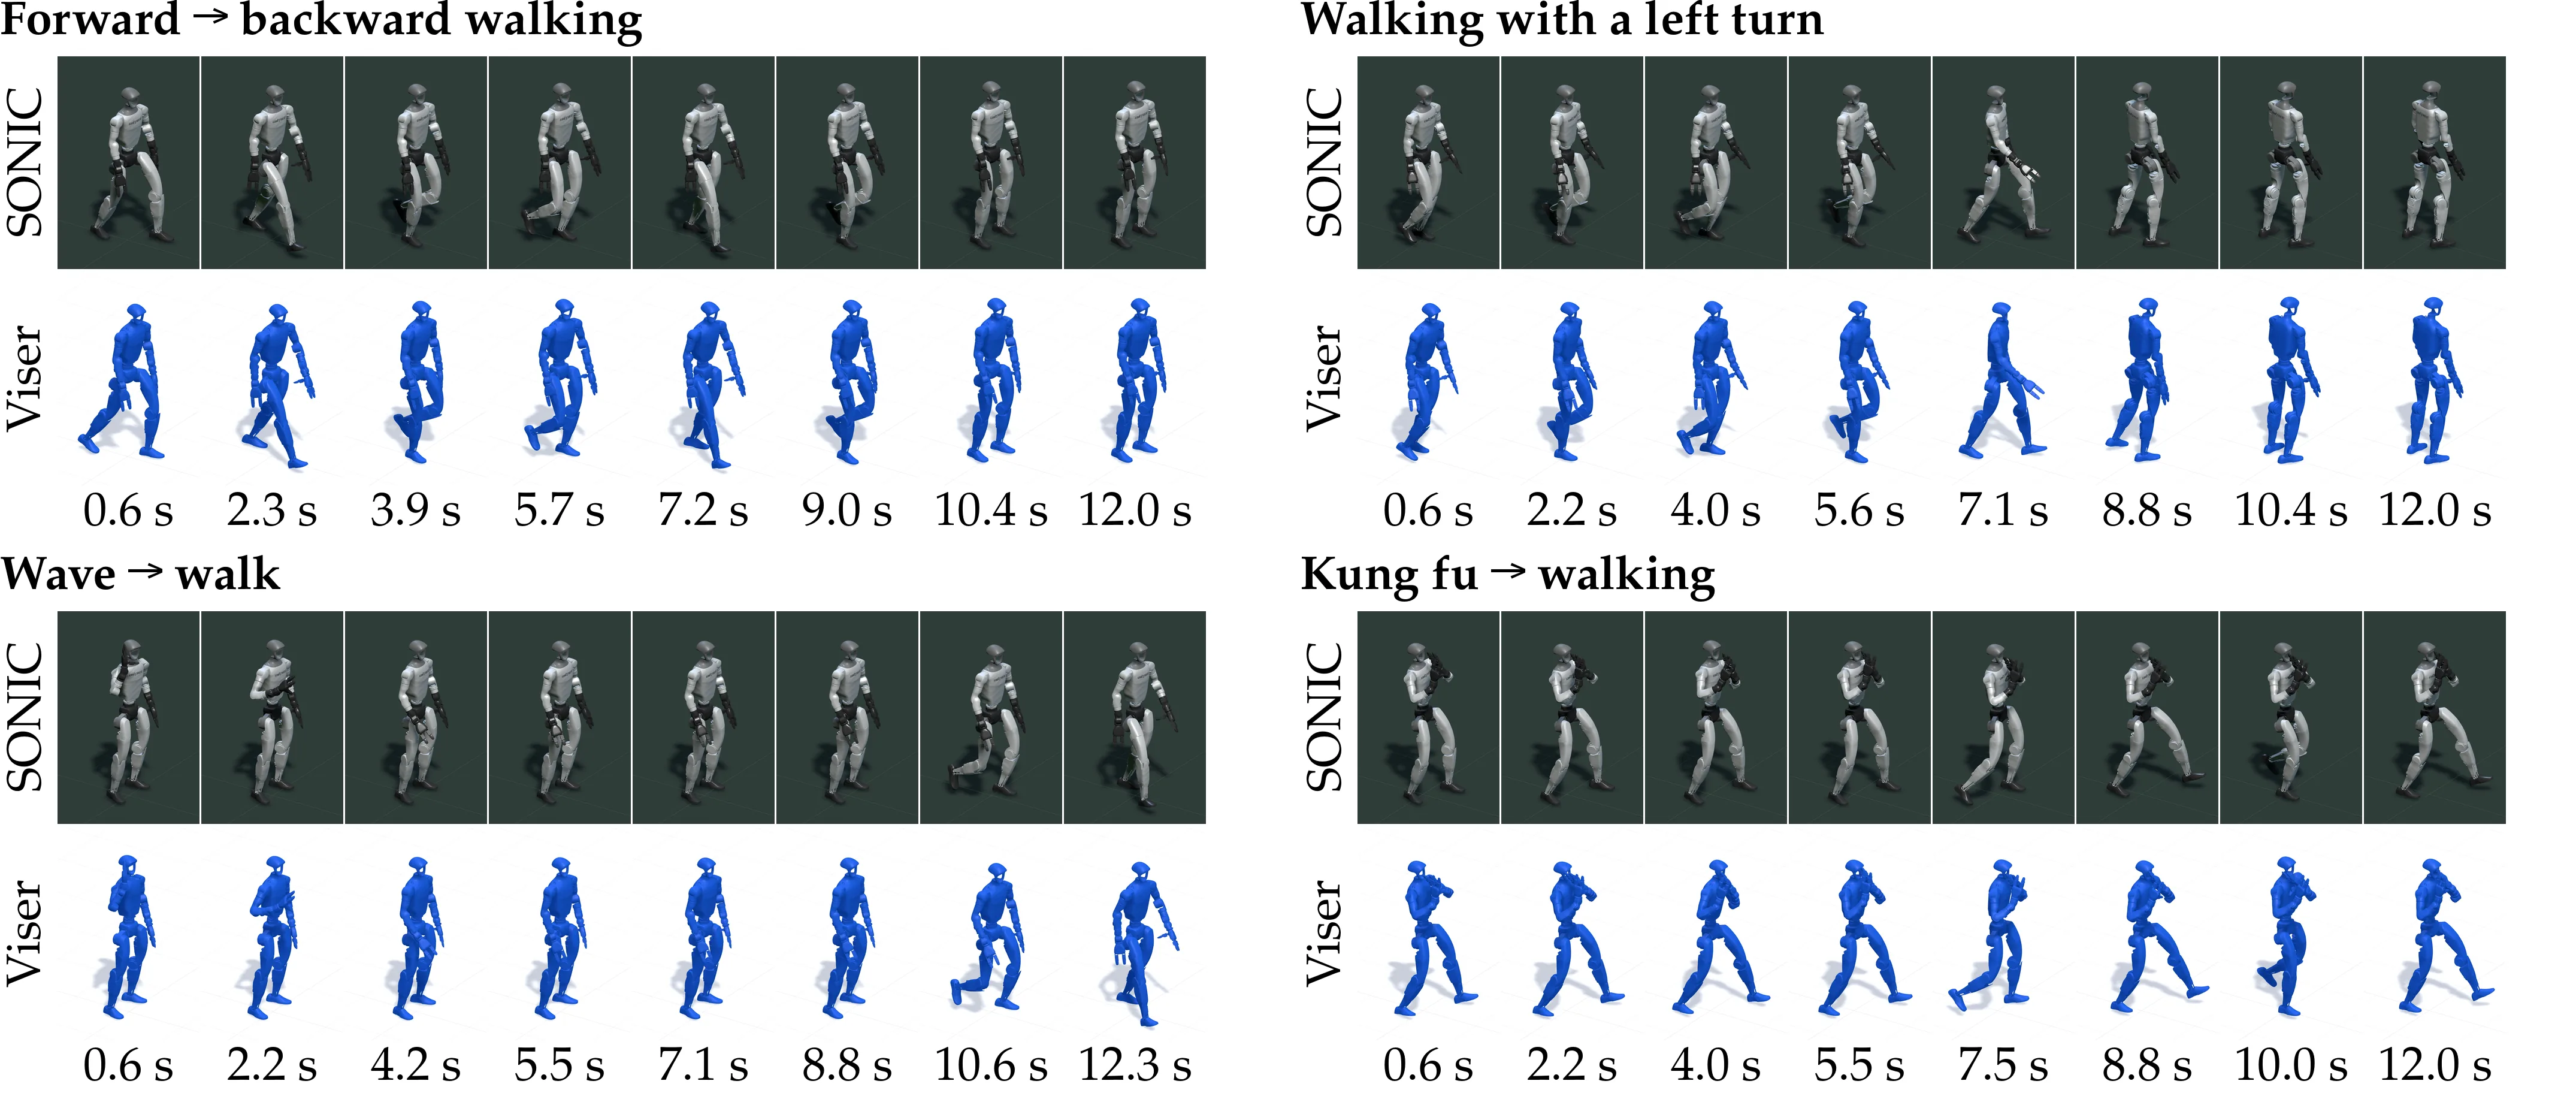 Forward → backward walking
SONIC
Viser
0.6 s 2.3 s 3.9 s 5.7 s 7.2 s 9.0 s 10.4 s 12.0 s
Walking with a left turn
SONIC
Viser
0.6 s 2.2 s 4.0 s 5.6 s 7.1 s 8.8 s 10.4 s 12.0 s
Wave → walk
SONIC
Viser
0.6 s 2.2 s 4.2 s 5.5 s 7.1 s 8.8 s 10.6 s 12.3 s
Kung fu → walking
SONIC
Viser
0.6 s 2.2 s 4.0 s 5.5 s 7.5 s 8.8 s 10.0 s 12.0 s